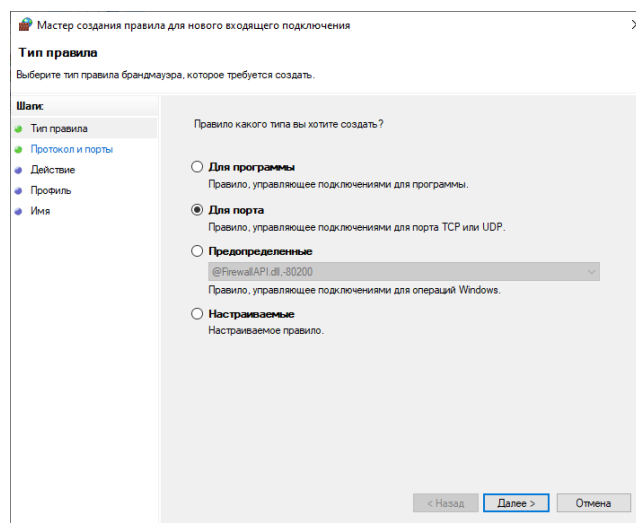 Мастер создания правила для нового входящего подключения
Тип правила
Выберите тип правила брандмауэра, которое требуется создать.
Шаги:
Тип правила
Протокол и порты
Действие
Профиль
Имя
Правило какого типа вы хотите создать?
Для программы
Правило, управляющее подключениями для программы.
Для порта
Правило, управляющее подключениями для порта TCP или UDP.
Предопределенные
@FirewallAPI.dll,-80200
Правило, управляющее подключениями для операций Windows.
Настраиваемые
Настраиваемое правило.
< Назад
Далее >
Отмена